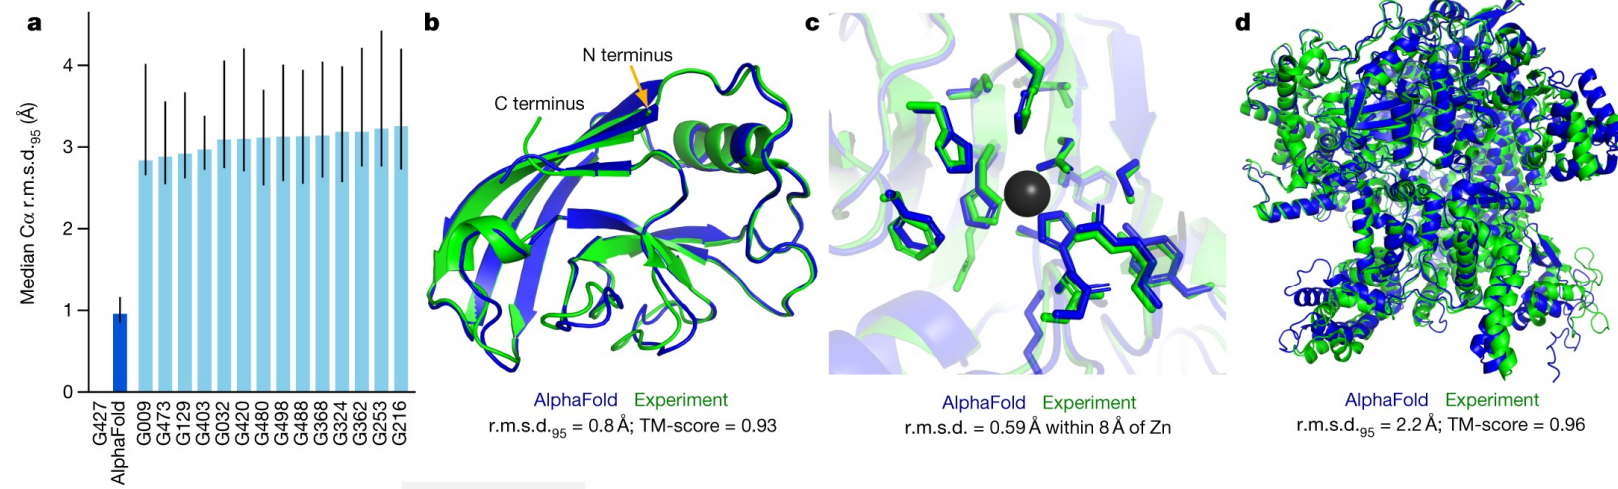 a
Median Cα r.m.s.d.95 (Å)
4
3
2
1
0
G427
AlphaFold
G009
G473
G129
G403
G032
G420
G480
G498
G488
G368
G324
G362
G253
G216
b
N terminus
C terminus
AlphaFold Experiment
r.m.s.d.95 = 0.8 Å; TM-score = 0.93
c
AlphaFold Experiment
r.m.s.d. = 0.59 Å within 8 Å of Zn
d
AlphaFold Experiment
r.m.s.d.95 = 2.2 Å; TM-score = 0.96